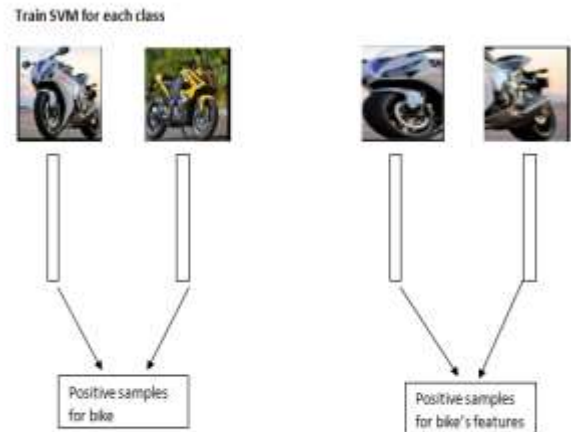 Train SVM for each class
Positive samples
for bike
Positive samples
for bike's features